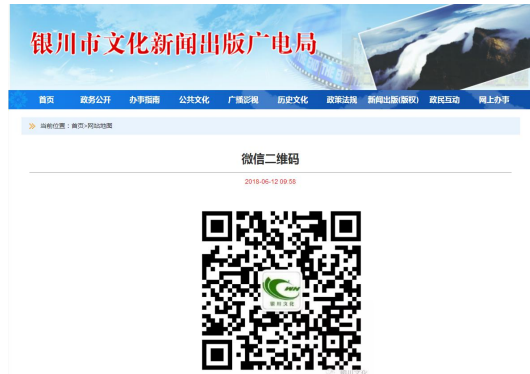 银川市文化新闻出版广电局
首页 政务公开 办事指南 公共文化 广播影视 历史文化 政策法规 新闻出版(版权) 政民互动 网上办事
当前位置：首页>网站地图
微信二维码
2018-06-12 09:58
银川文化